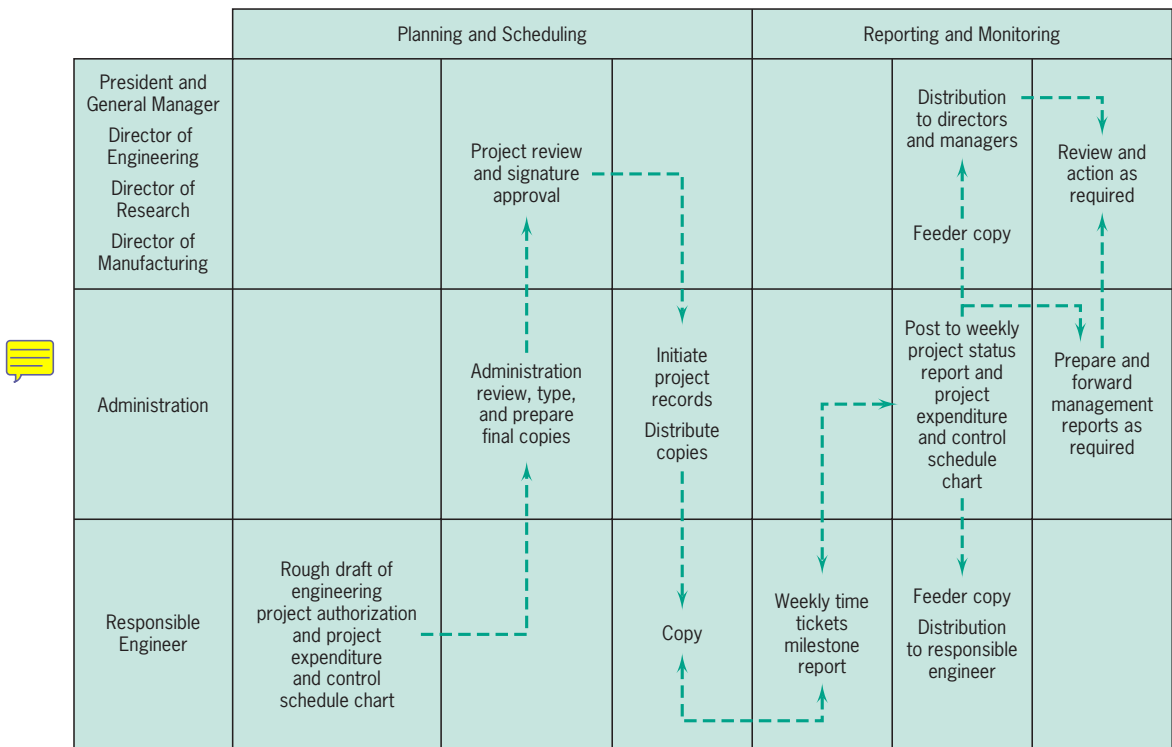 Planning and Scheduling
Reporting and Monitoring
President and
General Manager
Director of
Engineering
Director of
Research
Director of
Manufacturing
Project review
and signature
approval
Distribution
to directors
and managers
Feeder copy
Review and
action as
required
Administration
Administration
review, type,
and prepare
final copies
Initiate
project
records
Distribute
copies
Post to weekly
project status
report and
project
expenditure
and control
schedule
chart
Prepare and
forward
management
reports as
required
Responsible
Engineer
Rough draft of
engineering
project authorization
and project
expenditure
and control
schedule chart
Copy
Weekly time
tickets
milestone
report
Feeder copy
Distribution
to responsible
engineer